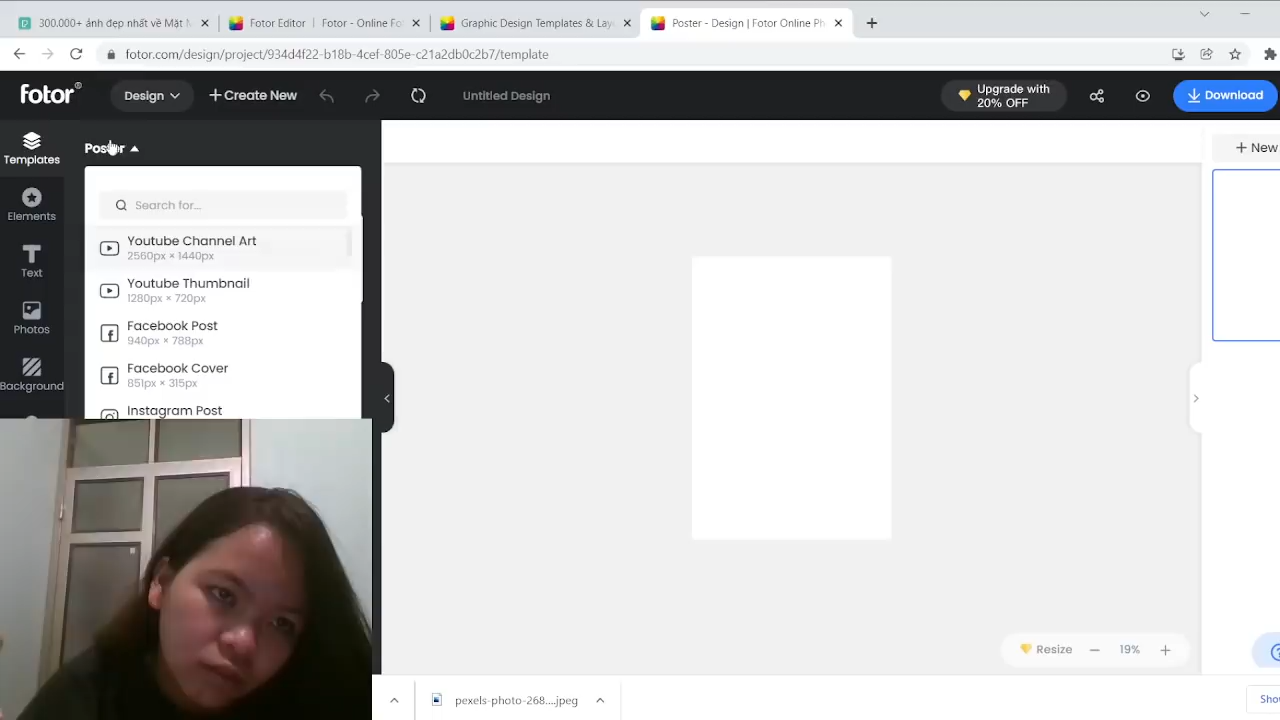 300.000+ ảnh đẹp nhất về Mặt N
Fotor Editor | Fotor - Online Fo
Graphic Design Templates & Layo
Poster - Design | Fotor Online Ph
fotor.com/design/project/934d4f22-b18b-4cef-805e-c21a2db0c2b7/template
fotor®
Design
Create New
Untitled Design
Upgrade with
20% OFF
Download
Templates
Elements
Text
Photos
Background
Poster
Search for...
Youtube Channel Art
2560px × 1440px
Youtube Thumbnail
1280px × 720px
Facebook Post
940px × 788px
Facebook Cover
851px × 315px
Instagram Post
+ New
Resize
19%
pexels-photo-268....jpeg
Sho